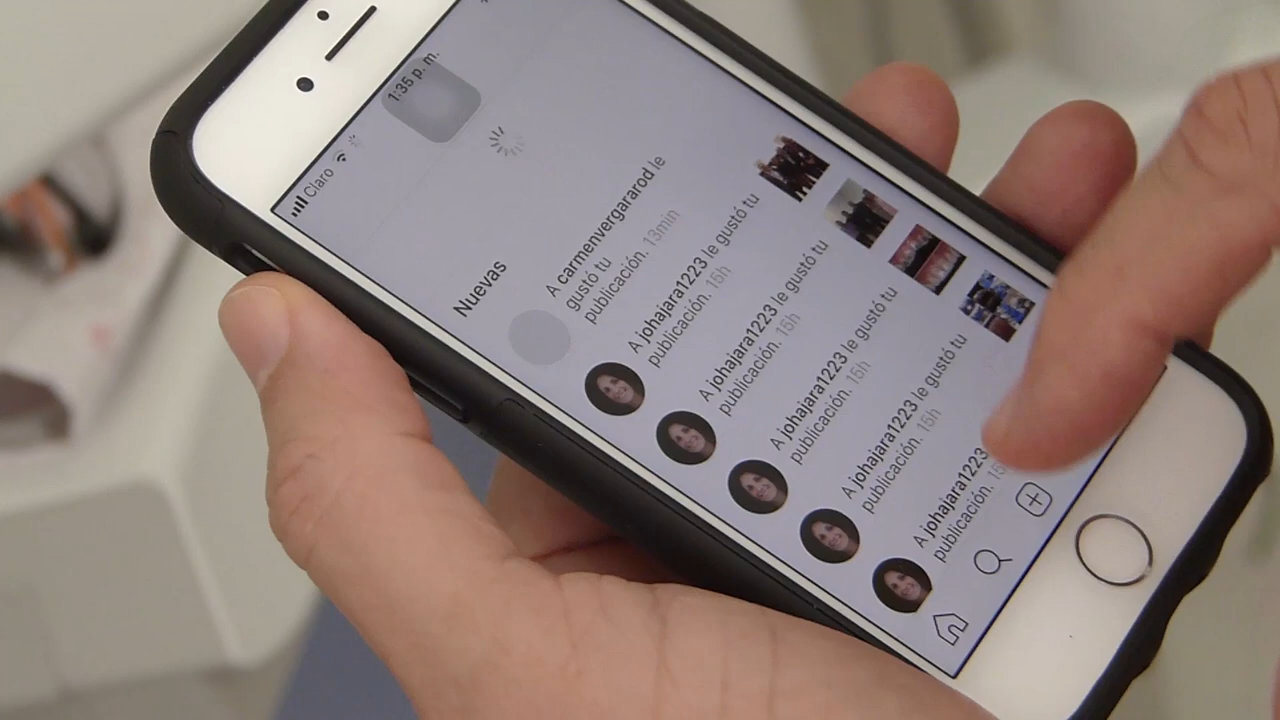 Claro
1:35 p. m.
Nuevas
A carmenvergararod le
gustó tu
publicación. 13min
A johajara1223 le gustó tu
publicación. 15h
A johajara1223 le gustó tu
publicación. 15h
A johajara1223 le gustó tu
publicación. 15h
A johajara1223 le gustó tu
publicación. 15h
A johajara1223
publicación.